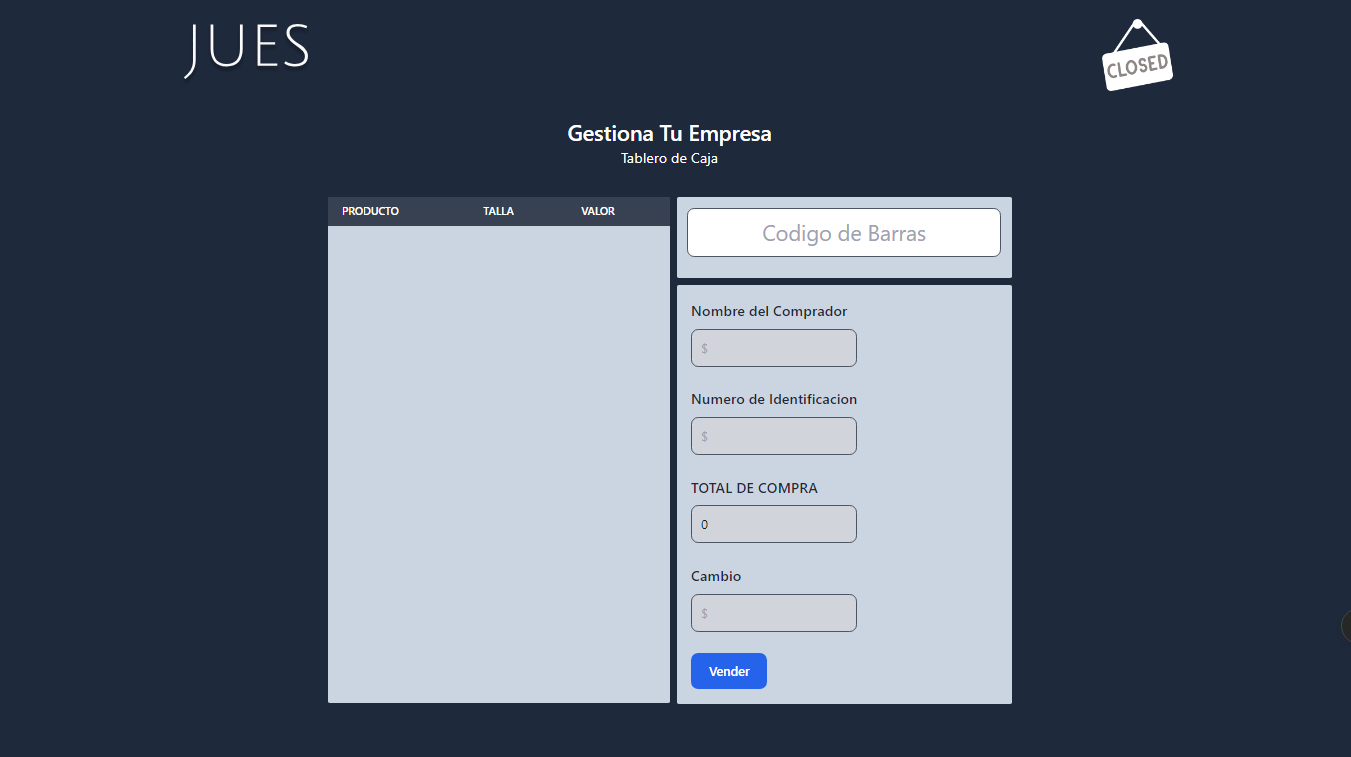 JUES
CLOSED
Gestiona Tu Empresa
Tablero de Caja
PRODUCTO TALLA VALOR
Codigo de Barras
Nombre del Comprador
$
Numero de Identificacion
$
TOTAL DE COMPRA
0
Cambio
$
Vender